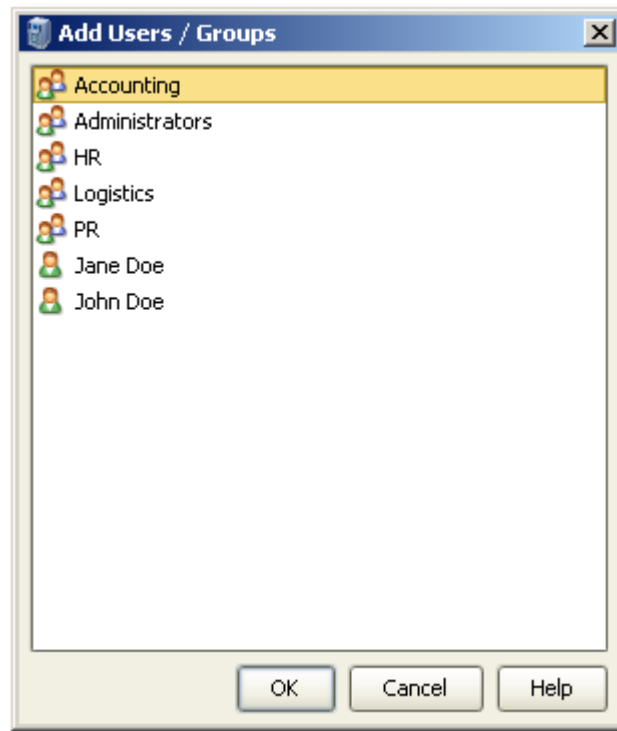 Add Users / Groups
Accounting
Administrators
HR
Logistics
PR
Jane Doe
John Doe
OK Cancel Help